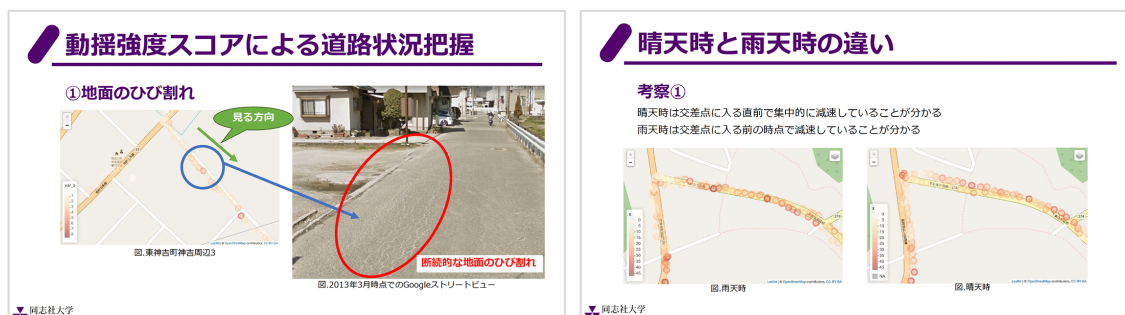 動揺強度スコアによる道路状況把握
①地面のひび割れ
見る方向
var_s
図.東神吉町神吉周辺3
断続的な地面のひび割れ
図.2013年3月時点でのGoogleストリートビュー
同志社大学
晴天時と雨天時の違い
考察①
晴天時は交差点に入る直前で集中的に減速していることが分かる
雨天時は交差点に入る前の時点で減速していることが分かる
図.雨天時
NA
図.晴天時
同志社大学